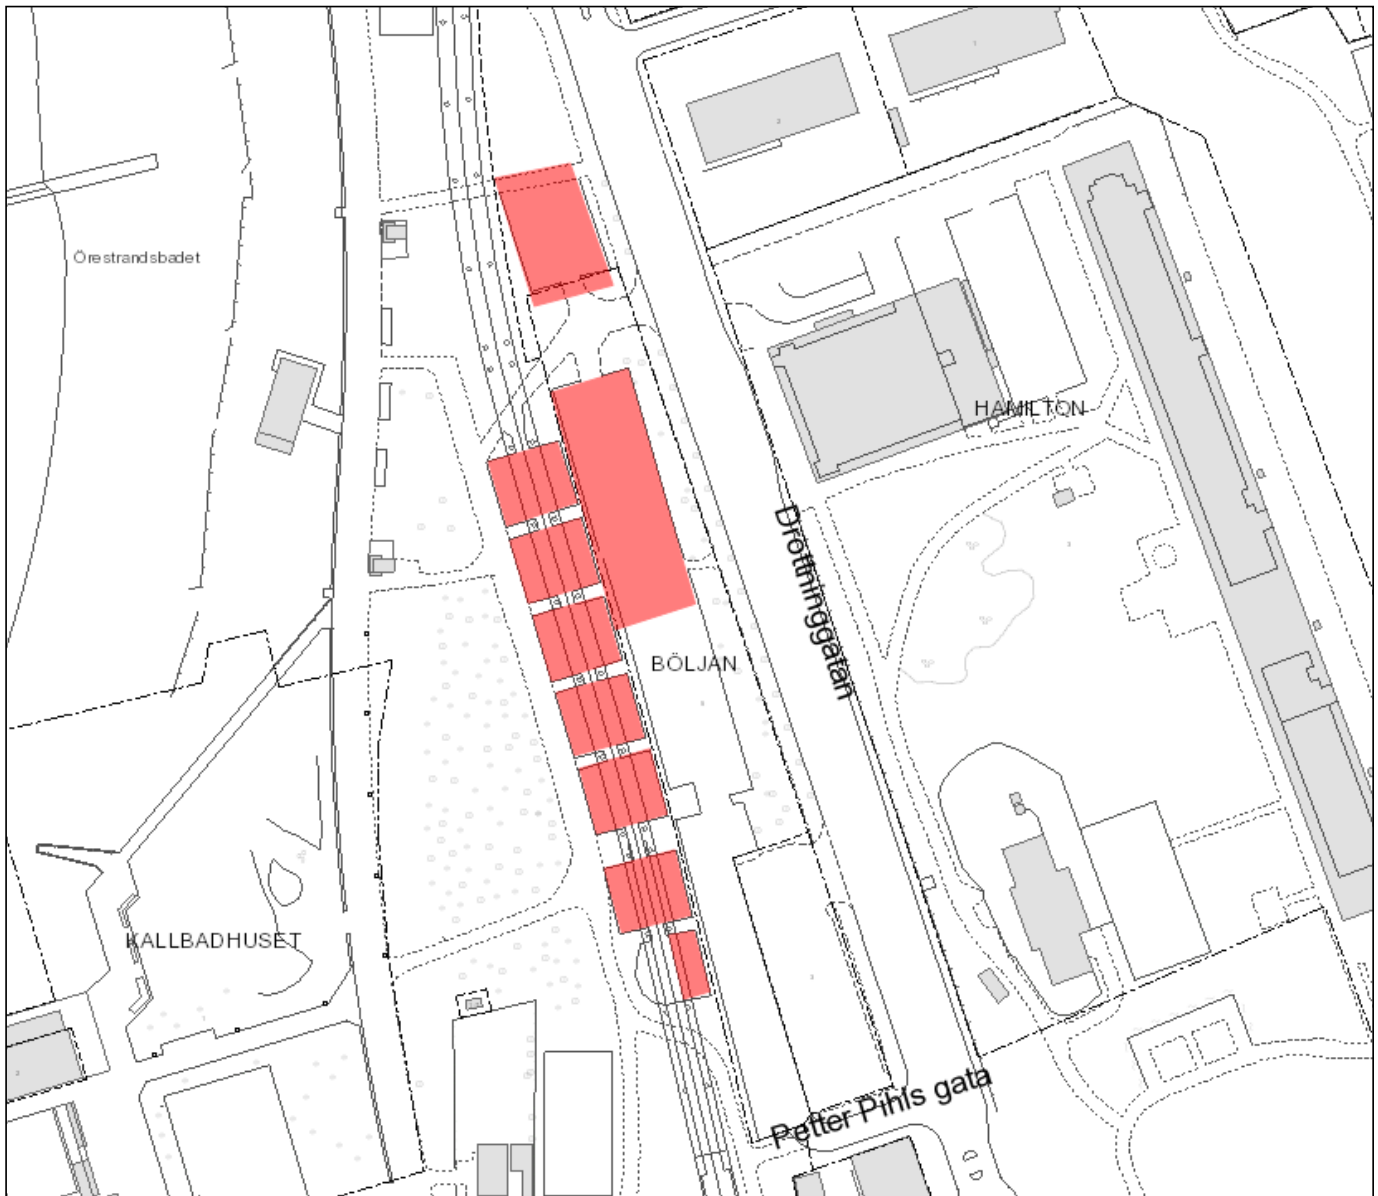 Örestrandsbadet
HAMILTON
Drottninggatan
BÖLJAN
KALLBADHUSET
Petter Pihls gata